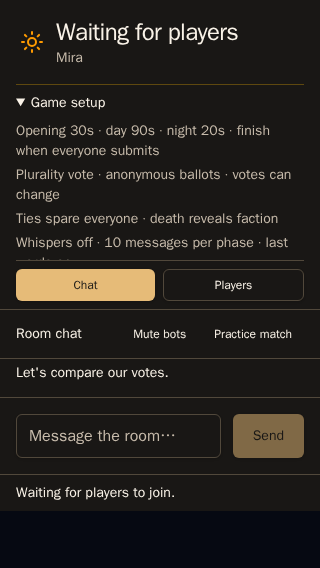 Waiting for players
Mira
▼ Game setup
Opening 30s · day 90s · night 20s · finish
when everyone submits
Plurality vote · anonymous ballots · votes can
change
Ties spare everyone · death reveals faction
Whispers off · 10 messages per phase · last
Chat
Players
Room chat
Mute bots
Practice match
Let's compare our votes.
Message the room···
Send
Waiting for players to join.